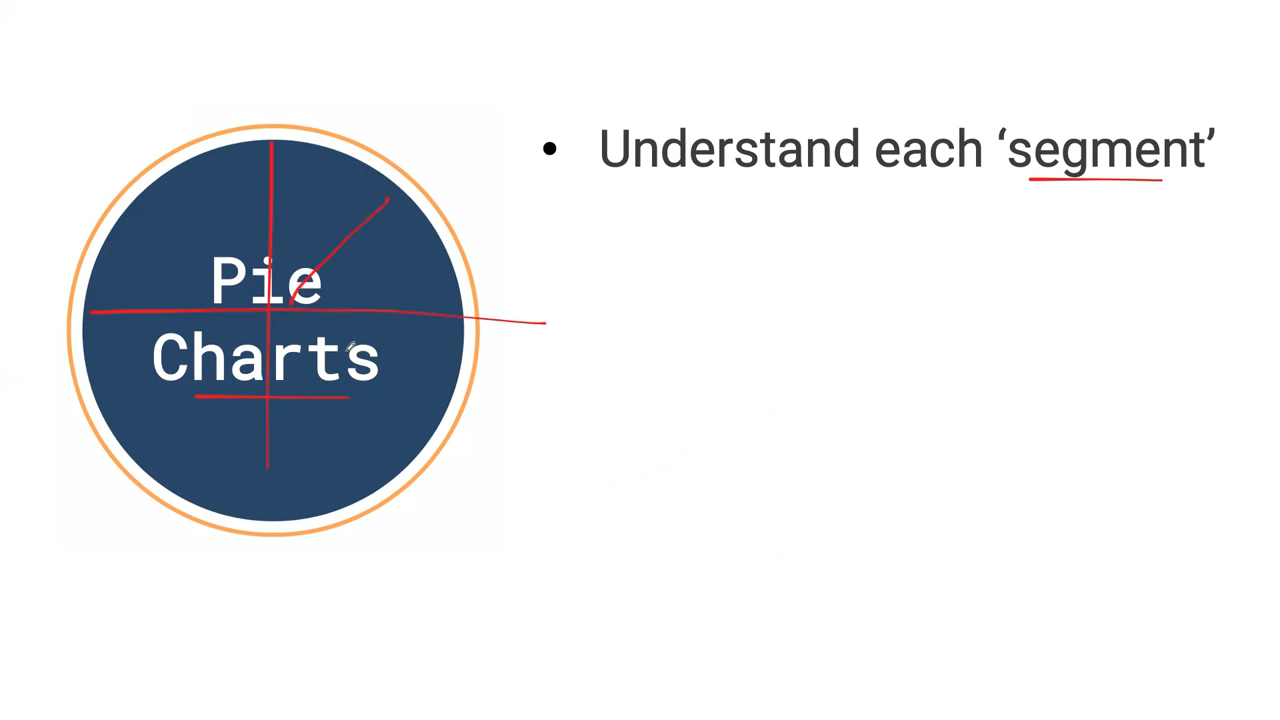 Pie
Charts
• Understand each ‘segment’